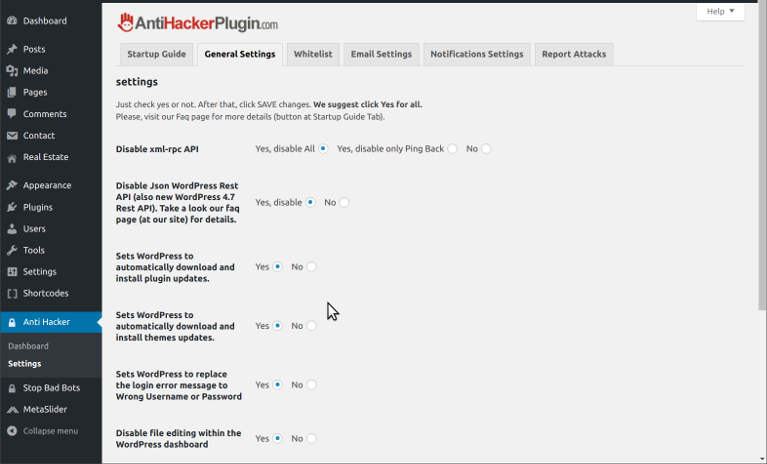 Dashboard
Posts
Media
Pages
Comments
Contact
Real Estate
Appearance
Plugins
Users
Tools
Settings
Shortcodes
Anti Hacker
Dashboard
Settings
Stop Bad Bots
MetaSlider
Collapse menu
AntiHackerPlugin.com
Help
Startup Guide General Settings Whitelist Email Settings Notifications Settings Report Attacks
settings
Just check yes or not. After that, click SAVE changes. We suggest click Yes for all.
Please, visit our Faq page for more details (button at Startup Guide Tab).
Disable xml-rpc API Yes, disable All Yes, disable only Ping Back No
Disable Json WordPress Rest
API (also new WordPress 4.7
Rest API). Take a look our faq
page (at our site) for details.
Yes, disable No
Sets WordPress to
automatically download and
install plugin updates.
Yes No
Sets WordPress to
automatically download and
install themes updates.
Yes No
Sets WordPress to replace
the login error message to
Wrong Username or Password
Yes No
Disable file editing within the
WordPress dashboard
Yes No